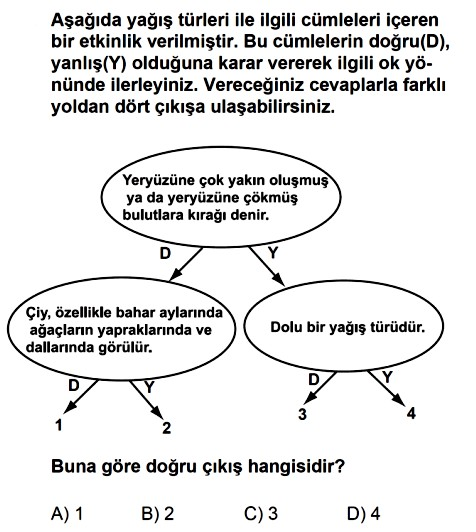 Aşağıda yağış türleri ile ilgili cümleleri içeren
bir etkinlik verilmiştir. Bu cümlelerin doğru(D),
yanlış(Y) olduğuna karar vererek ilgili ok yö-
nünde ilerleyiniz. Vereceğiniz cevaplarla farklı
yoldan dört çıkışa ulaşabilirsiniz.
Yeryüzüne çok yakın oluşmuş
ya da yeryüzüne çökmüş
bulutlara kırağı denir.
D Y
Çiy, özellikle bahar aylarında
ağaçların yapraklarında ve
dallarında görülür.
Dolu bir yağış türüdür.
D Y D Y
1 2 3 4
Buna göre doğru çıkış hangisidir?
A) 1 B) 2 C) 3 D) 4